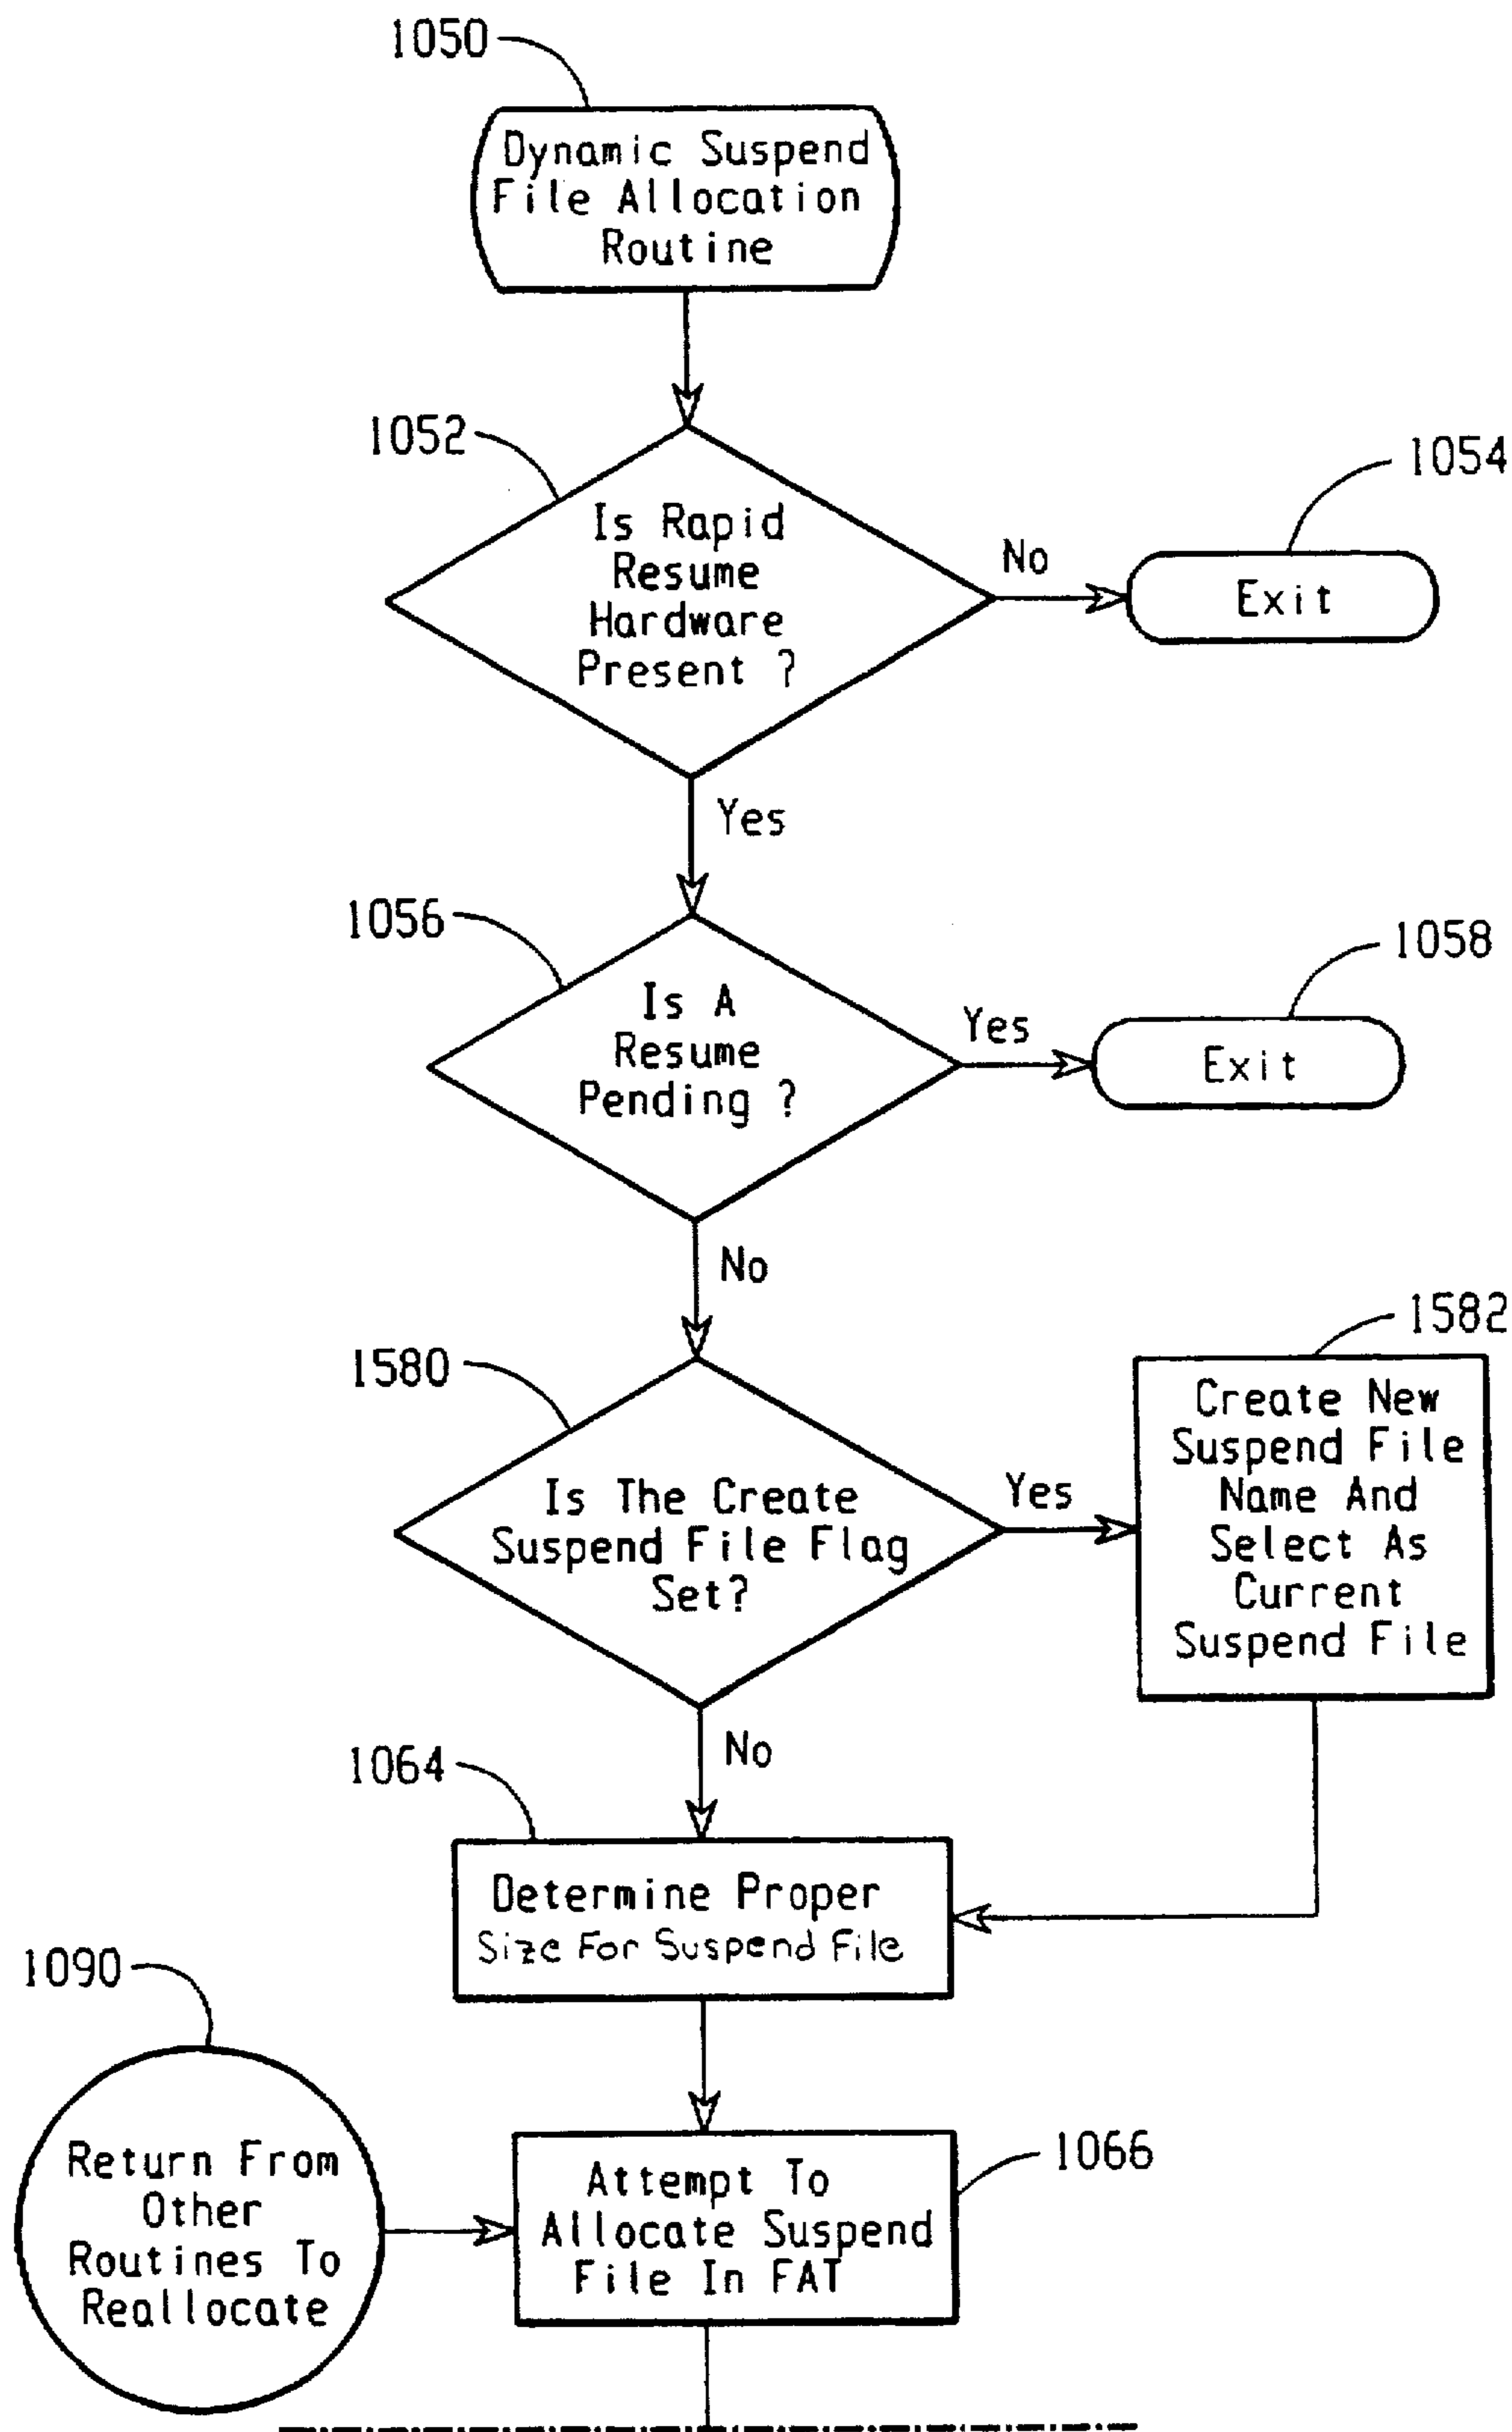 1050
Dynamic Suspend
File Allocation
Routine
1052
Is Rapid
Resume
Hardware
Present ?
No
1054
Exit
Yes
1056
Is A
Resume
Pending ?
Yes
1058
Exit
No
1580
Is The Create
Suspend File Flag
Set?
Yes
1582
Create New
Suspend File
Name And
Select As
Current
Suspend File
No
1064
Determine Proper
Size For Suspend File
1090
Return From
Other
Routines To
Reallocate
1066
Attempt To
Allocate Suspend
File In FAT